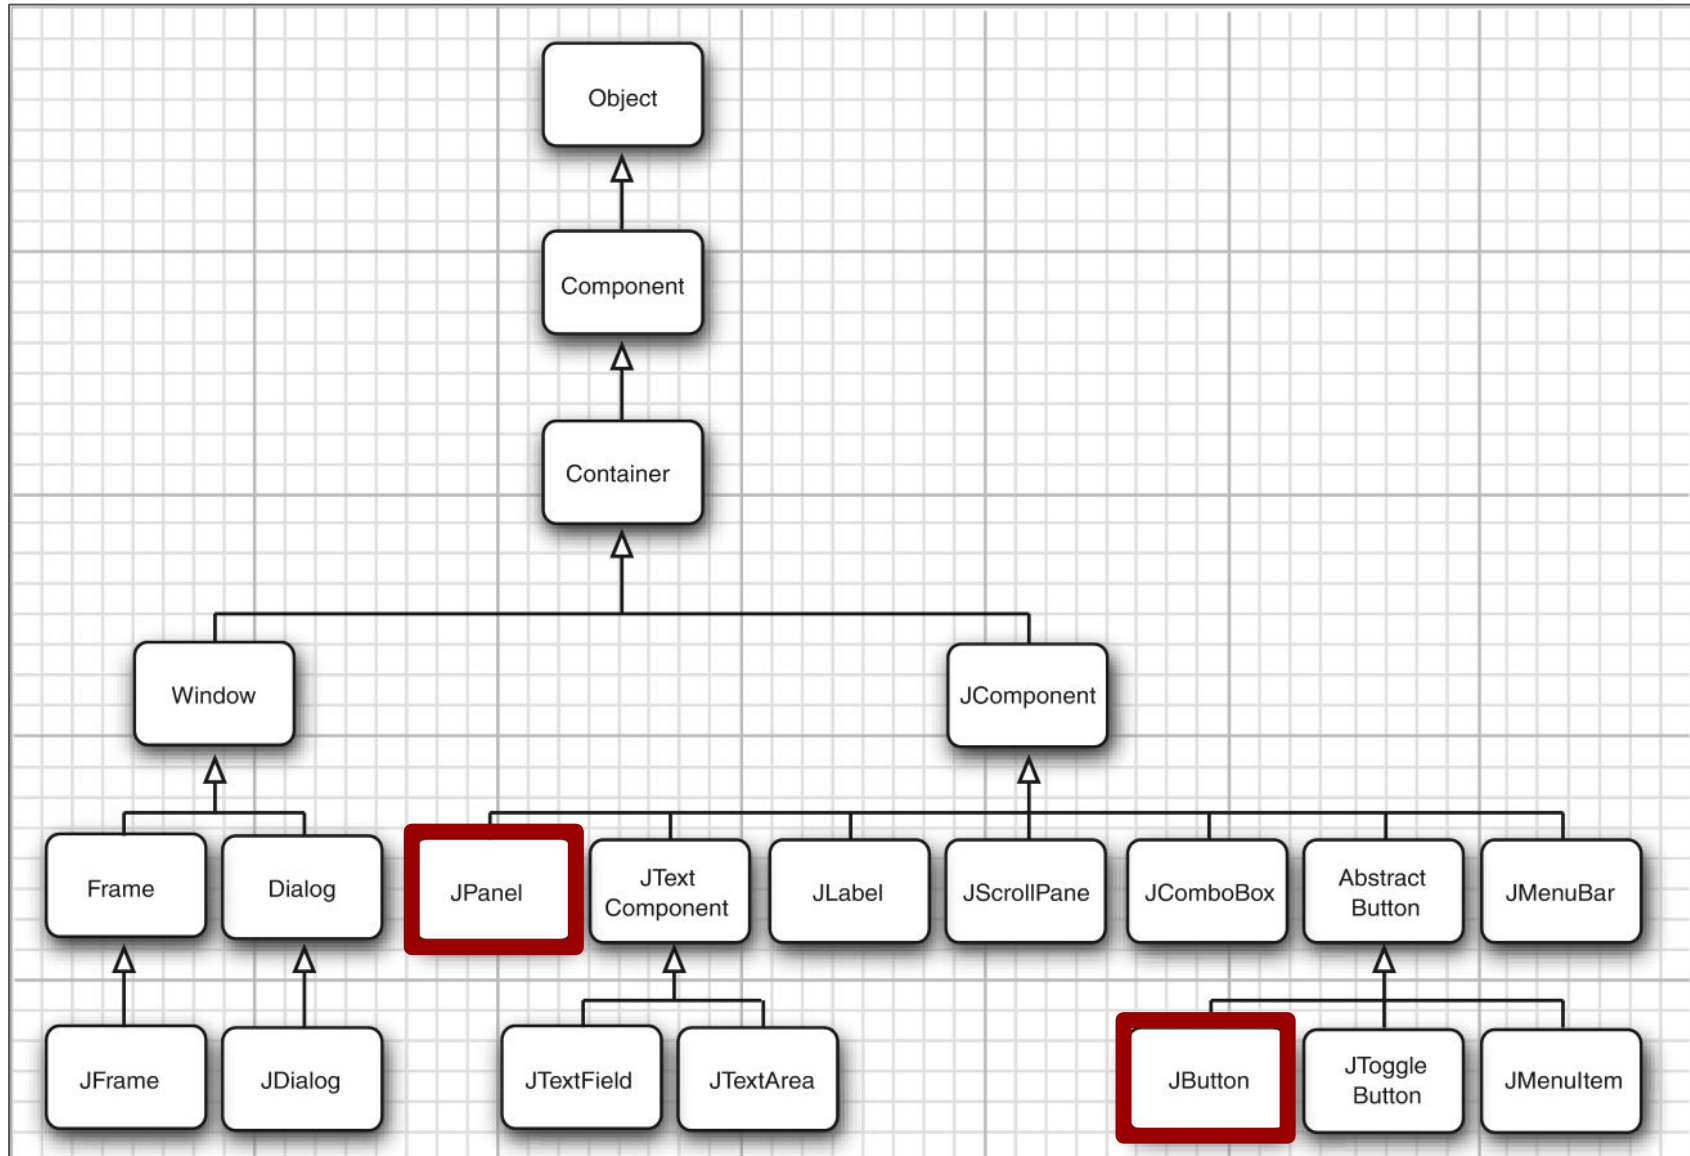 Object
Component
Container
Window
JComponent
Frame
Dialog
JPanel
JText
Component
JLabel
JScrollPane
JComboBox
Abstract
Button
JMenuBar
JFrame
JDialog
JTextField
JTextArea
JButton
JToggle
Button
JMenuItem